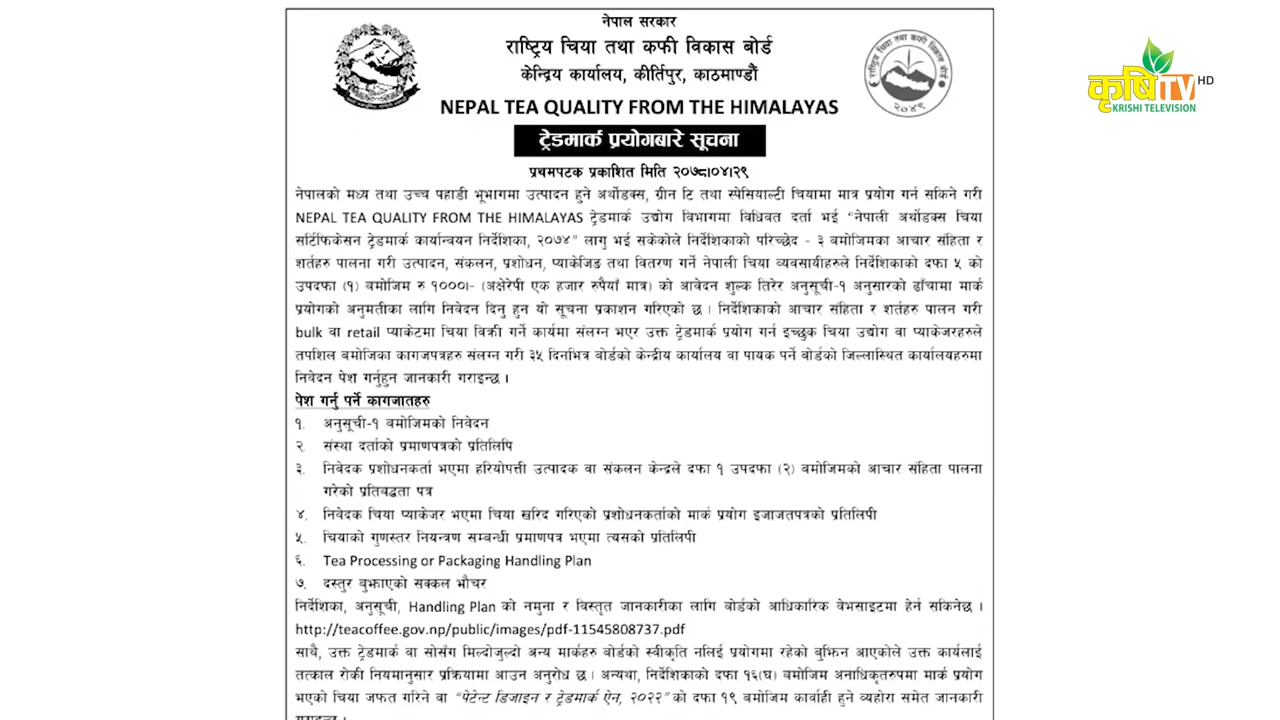 नेपाल सरकार
राष्ट्रिय चिया तथा कफी विकास बोर्ड
केन्द्रिय कार्यालय, कीर्तिपुर, काठमाण्डौं
NEPAL TEA QUALITY FROM THE HIMALAYAS
ट्रेडमार्क प्रयोगबारे सूचना
प्रथमपटक प्रकाशित मिति २०७८।०४।२९
राष्ट्रिय चिया तथा कफी विकास बोर्ड
२०४९
कृषि TV HD
KRISHI TELEVISION
नेपालको मध्य तथा उच्च पहाडी भूभागमा उत्पादन हुने अर्थोडक्स, ग्रीन टि तथा स्पेसियाल्टी चियामा मात्र प्रयोग गर्न सकिने गरी
NEPAL TEA QUALITY FROM THE HIMALAYAS ट्रेडमार्क उद्योग विभागमा विधिवत दर्ता भई "नेपाली अर्थोडक्स चिया
सर्टिफिकेसन ट्रेडमार्क कार्यान्वयन निर्देशिका, २०७४" लागु भई सकेकोले निर्देशिकाको परिच्छेद - ३ बमोजिमका आचार संहिता र
शर्तहरु पालना गरी उत्पादन, संकलन, प्रशोधन, प्याकेजिङ तथा वितरण गर्ने नेपाली चिया व्यवसायीहरुले निर्देशिकाको दफा ५ को
उपदफा (१) बमोजिम रु १०००।- (अक्षेरेपी एक हजार रुपैयाँ मात्र) को आवेदन शुल्क तिरेर अनुसूची-१ अनुसारको ढाँचामा मार्क
प्रयोगको अनुमतीका लागि निवेदन दिनु हुन यो सूचना प्रकाशन गरिएको छ । निर्देशिकाको आचार संहिता र शर्तहरु पालन गरी
bulk वा retail प्याकेटमा चिया विक्री गर्ने कार्यमा संलग्न भएर उक्त ट्रेडमार्क प्रयोग गर्न इच्छुक चिया उद्योग वा प्याकेजरहरुले
तपशिल बमोजिका कागजपत्रहरु संलग्न गरी ३५ दिनभित्र बोर्डको केन्द्रीय कार्यालय वा पायक पर्ने बोर्डको जिल्लास्थित कार्यालयहरुमा
निवेदन पेश गर्नुहुन जानकारी गराइन्छ ।
पेश गर्नु पर्ने कागजातहरु
१. अनुसूची-१ बमोजिमको निवेदन
२. संस्था दर्ताको प्रमाणपत्रको प्रतिलिपि
३. निवेदक प्रशोधनकर्ता भएमा हरियोपत्ती उत्पादक वा संकलन केन्द्रले दफा १ उपदफा (२) बमोजिमको आचार संहिता पालना
गरेको प्रतिबद्धता पत्र
४. निवेदक चिया प्याकेजर भएमा चिया खरिद गरिएको प्रशोधनकर्ताको मार्क प्रयोग इजाजतपत्रको प्रतिलिपी
५. चियाको गुणस्तर नियन्त्रण सम्बन्धी प्रमाणपत्र भएमा त्यसको प्रतिलिपी
६. Tea Processing or Packaging Handling Plan
७. दस्तुर बुझाएको सक्कल भौचर
निर्देशिका, अनुसूची, Handling Plan को नमुना र विस्तृत जानकारीका लागि बोर्डको आधिकारिक वेभसाइटमा हेर्न सकिनेछ ।
http://teacoffee.gov.np/public/images/pdf-11545808737.pdf
साथै, उक्त ट्रेडमार्क वा सोसँग मिल्दोजुल्दो अन्य मार्कहरु बोर्डको स्वीकृति नलिई प्रयोगमा रहेको बुझिन आएकोले उक्त कार्यलाई
तत्काल रोकी नियमानुसार प्रक्रियामा आउन अनुरोध छ । अन्यथा, निर्देशिकाको दफा १६(घ) बमोजिम अनाधिकृतरुपमा मार्क प्रयोग
भएको चिया जफत गरिने वा "पेटेन्ट डिजाइन र ट्रेडमार्क ऐन, २०२२" को दफा १९ बमोजिम कार्वाही हुने व्यहोरा समेत जानकारी
गराइन्छ ।